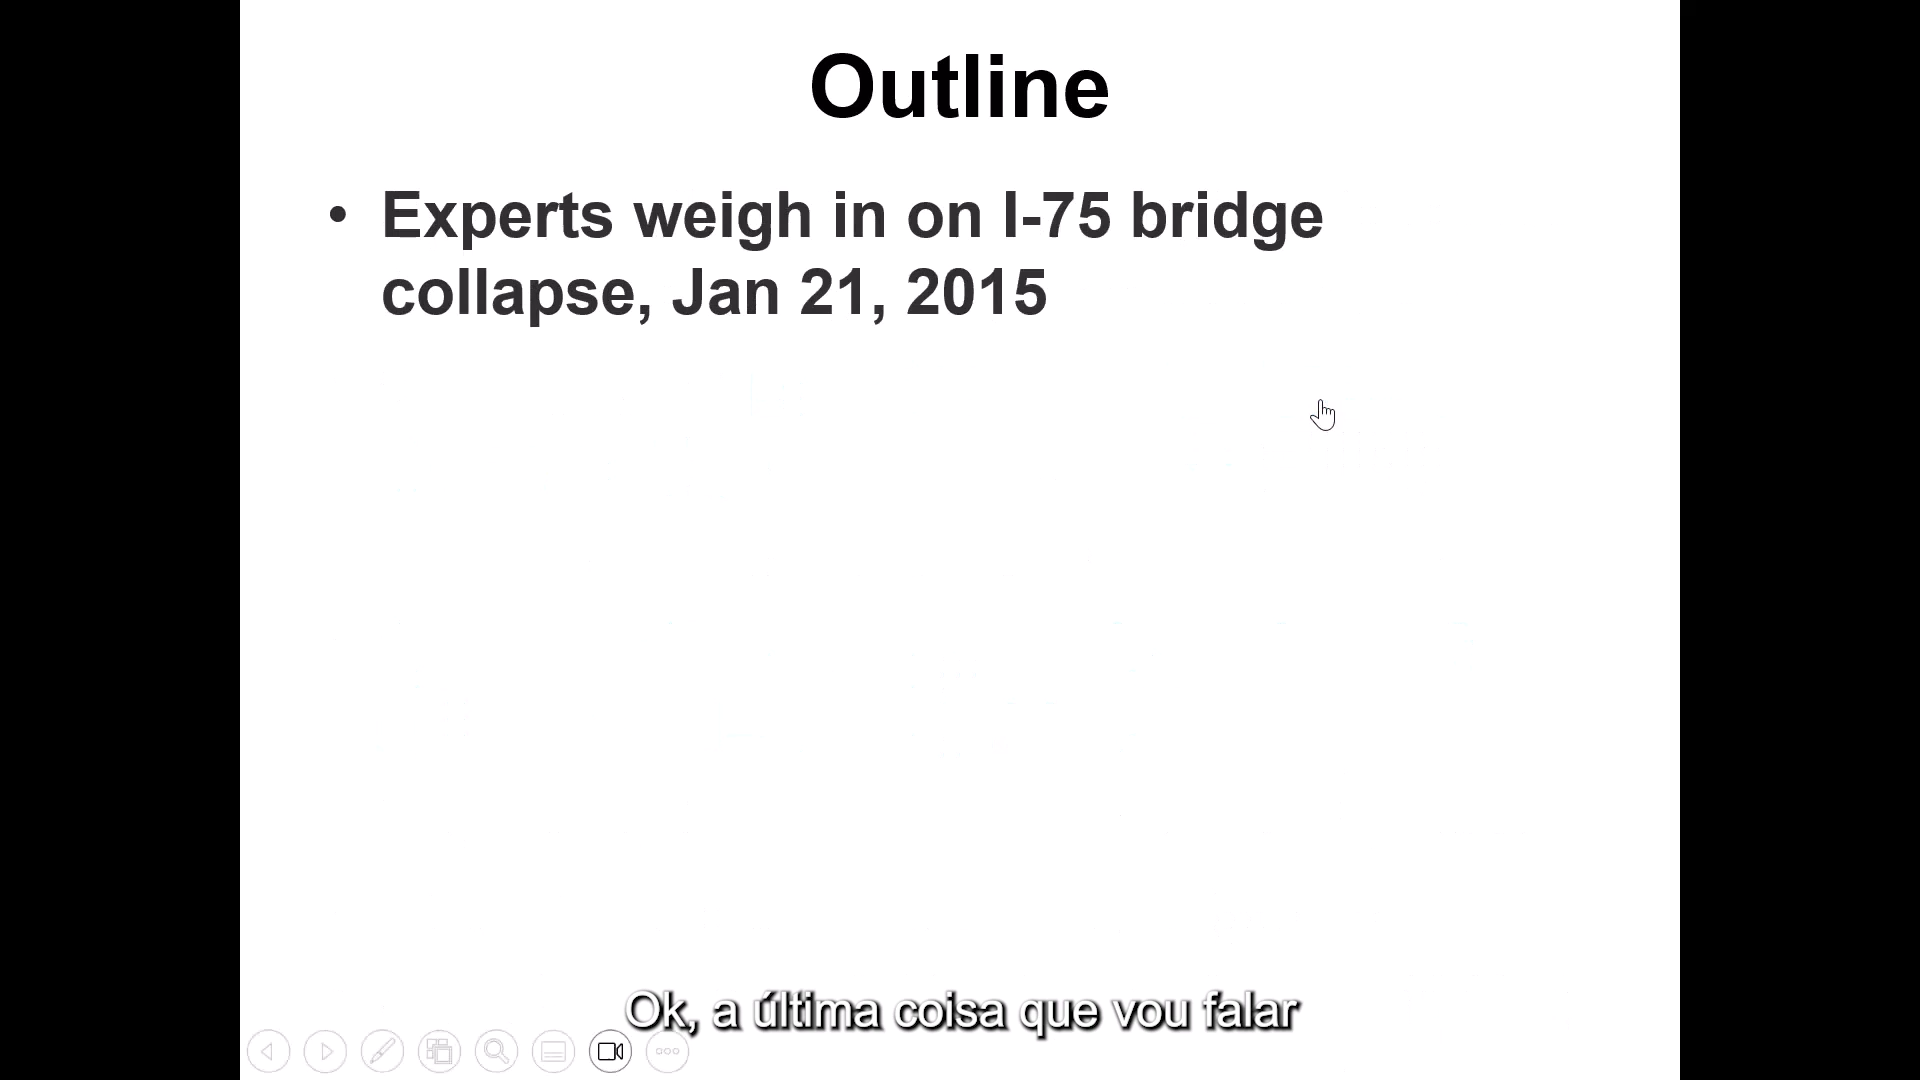 Outline
• Experts weigh in on I-75 bridge
collapse, Jan 21, 2015
Ok, a última coisa que vou falar